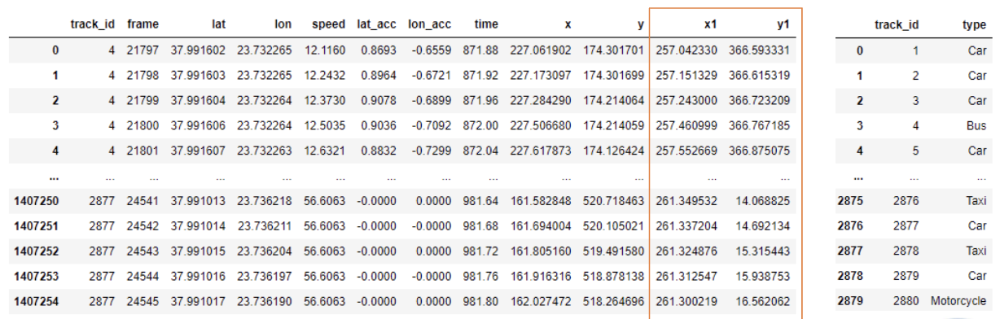 track_id frame lat lon speed lat_acc lon_acc time x y x1 y1 track_id type
0 4 21797 37.991602 23.732265 12.1160 0.8693 -0.6559 871.88 227.061902 174.301701 257.042330 366.593331 0 1 Car
1 4 21798 37.991603 23.732265 12.2432 0.8964 -0.6721 871.92 227.173097 174.301699 257.151329 366.615319 1 2 Car
2 4 21799 37.991604 23.732264 12.3730 0.9078 -0.6899 871.96 227.284290 174.214064 257.243000 366.723209 2 3 Car
3 4 21800 37.991606 23.732264 12.5035 0.9036 -0.7092 872.00 227.506680 174.214059 257.460999 366.767185 3 4 Bus
4 4 21801 37.991607 23.732263 12.6321 0.8832 -0.7299 872.04 227.617873 174.126424 257.552669 366.875075 4 5 Car
... ... ... ... ... ... ... ... ... ... ... ... ... ... ... ...
1407250 2877 24541 37.991013 23.736218 56.6063 -0.0000 0.0000 981.64 161.582848 520.718463 261.349532 14.068825 2875 2876 Taxi
1407251 2877 24542 37.991014 23.736211 56.6063 -0.0000 -0.0000 981.68 161.694004 520.105021 261.337204 14.692134 2876 2877 Car
1407252 2877 24543 37.991015 23.736204 56.6063 -0.0000 0.0000 981.72 161.805160 519.491580 261.324876 15.315443 2877 2878 Taxi
1407253 2877 24544 37.991016 23.736197 56.6063 -0.0000 -0.0000 981.76 161.916316 518.878138 261.312547 15.938753 2878 2879 Car
1407254 2877 24545 37.991017 23.736190 56.6063 -0.0000 0.0000 981.80 162.027472 518.264696 261.300219 16.562062 2879 2880 Motorcycle